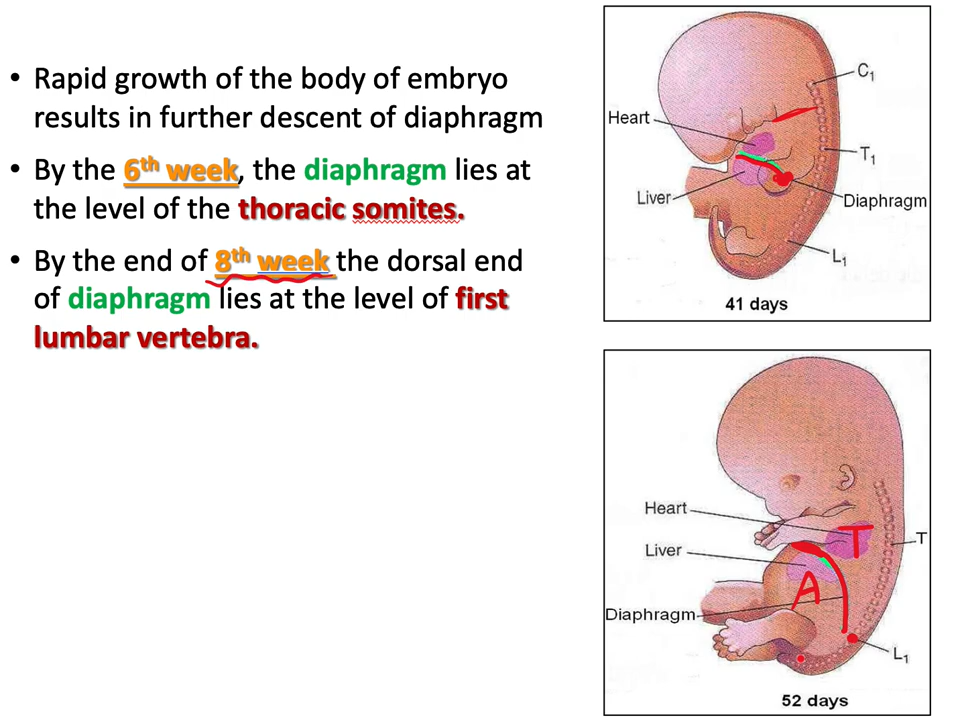 • Rapid growth of the body of embryo
results in further descent of diaphragm
• By the 6th week, the diaphragm lies at
the level of the thoracic somites.
• By the end of 8th week the dorsal end
of diaphragm lies at the level of first
lumbar vertebra.
C1
Heart
T1
Liver
Diaphragm
L1
41 days
Heart
T
T
Liver
A
Diaphragm
L1
52 days